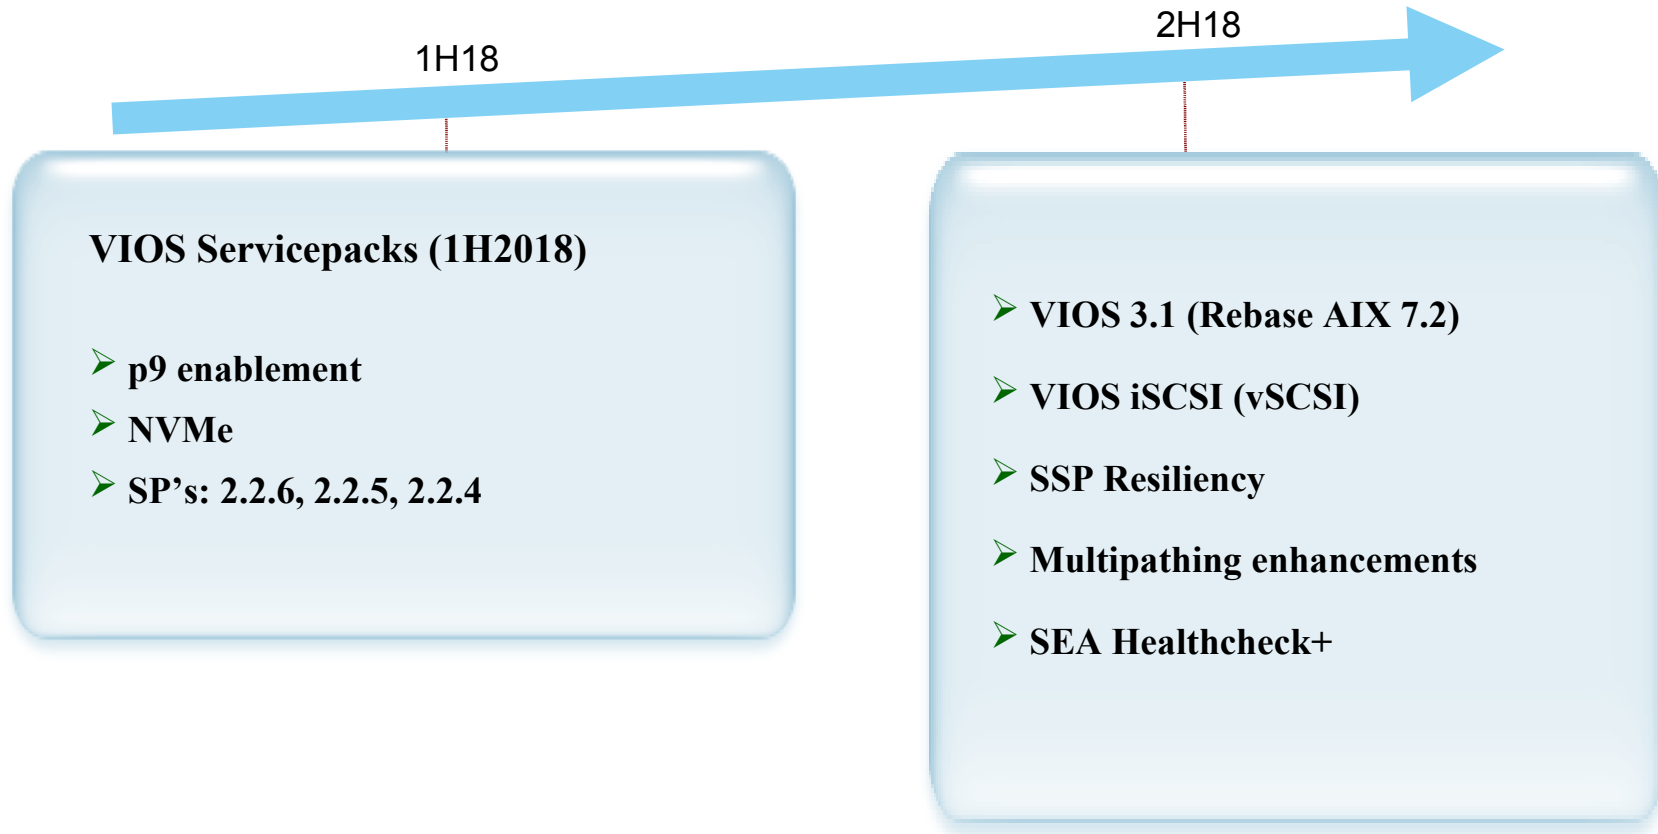 1H18
2H18
VIOS Servicepacks (1H2018)
➢ p9 enablement
➢ NVMe
➢ SP’s: 2.2.6, 2.2.5, 2.2.4
➢ VIOS 3.1 (Rebase AIX 7.2)
➢ VIOS iSCSI (vSCSI)
➢ SSP Resiliency
➢ Multipathing enhancements
➢ SEA Healthcheck+